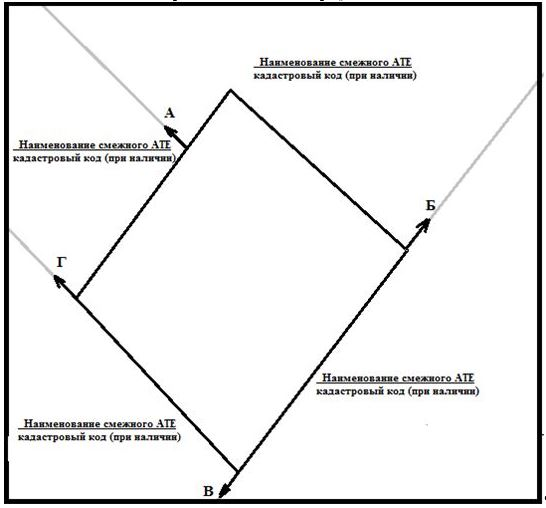 Наименование смежного АТЕ
кадастровый код (при наличии)
А
Наименование смежного АТЕ
кадастровый код (при наличии)
Б
Г
Наименование смежного АТЕ
кадастровый код (при наличии)
Наименование смежного АТЕ
кадастровый код (при наличии)
В